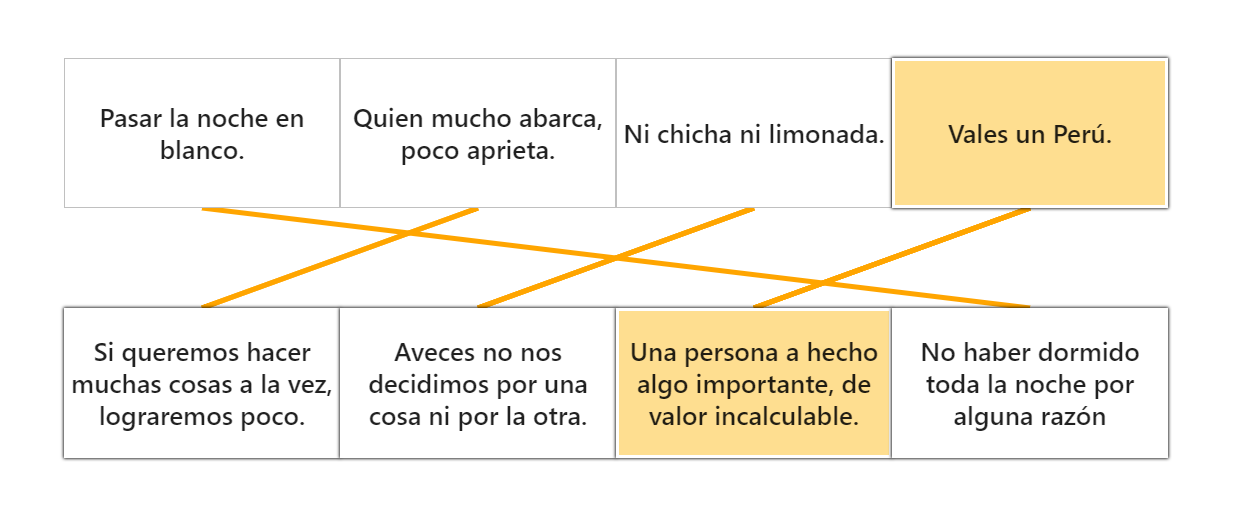 Pasar la noche en
blanco.
Quien mucho abarca,
poco aprieta.
Ni chicha ni limonada.
Vales un Perú.
Si queremos hacer
muchas cosas a la vez,
lograremos poco.
Aveces no nos
decidimos por una
cosa ni por la otra.
Una persona a hecho
algo importante, de
valor incalculable.
No haber dormido
toda la noche por
alguna razón